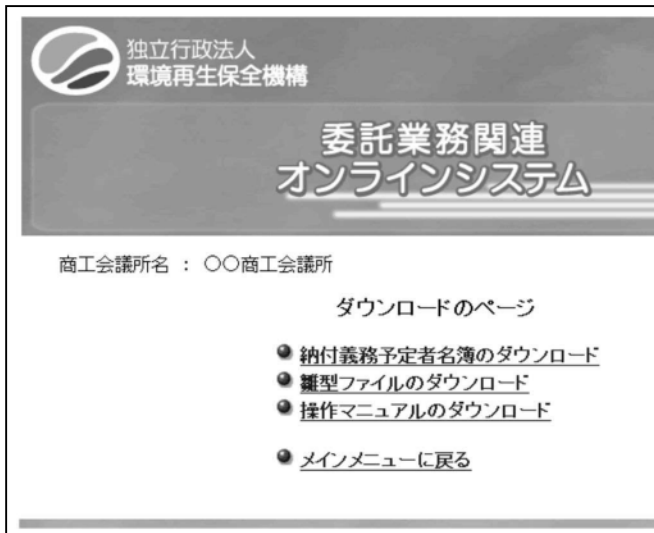 独立行政法人
環境再生保全機構
委託業務関連
オンラインシステム
商工会議所名 ： 〇〇商工会議所
ダウンロードのページ
納付義務予定者名簿のダウンロード
雛型ファイルのダウンロード
操作マニュアルのダウンロード
メインメニューに戻る